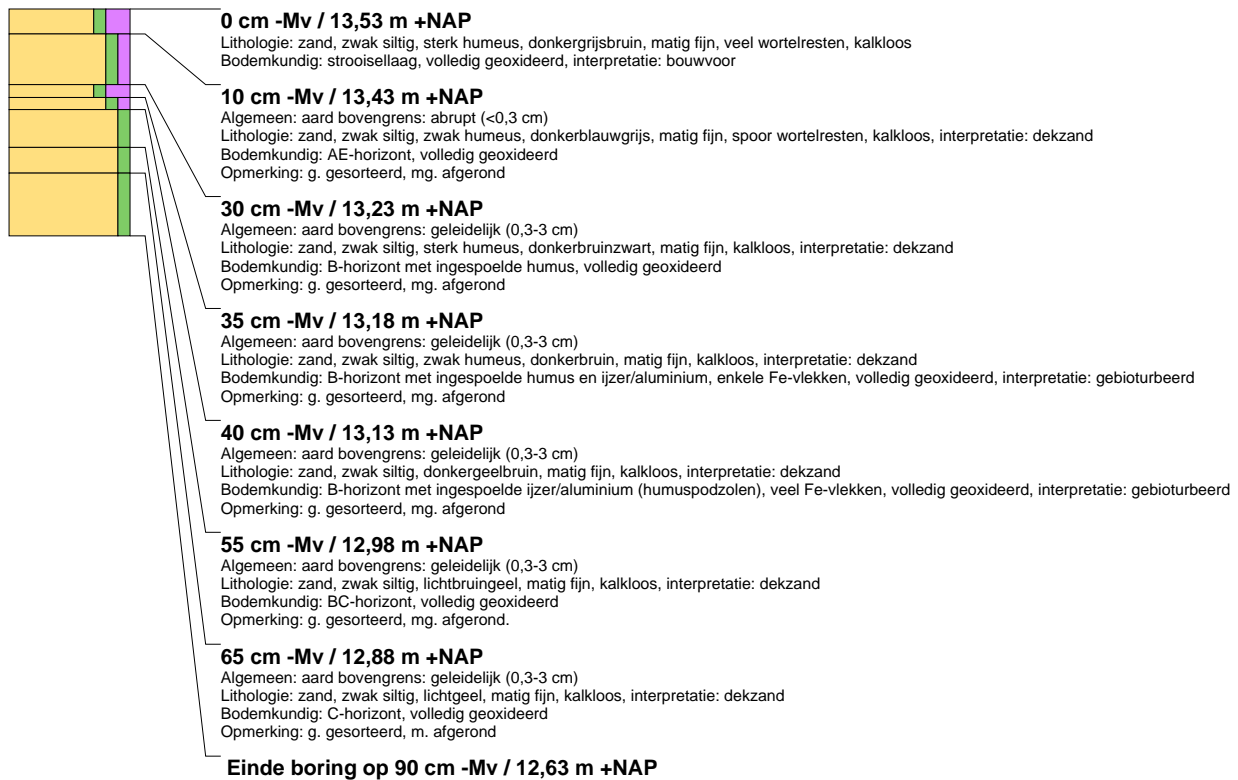 0 cm -Mv / 13,53 m +NAP
Lithologie: zand, zwak siltig, sterk humeus, donkergrijsbruin, matig fijn, veel wortelresten, kalkloos
Bodemkundig: strooisellaag, volledig geoxideerd, interpretatie: bouwvoor
10 cm -Mv / 13,43 m +NAP
Algemeen: aard bovengrens: abrupt (<0,3 cm)
Lithologie: zand, zwak siltig, zwak humeus, donkerblauwgrijs, matig fijn, spoor wortelresten, kalkloos, interpretatie: dekzand
Bodemkundig: AE-horizont, volledig geoxideerd
Opmerking: g. gesorteerd, mg. afgerond
30 cm -Mv / 13,23 m +NAP
Algemeen: aard bovengrens: geleidelijk (0,3-3 cm)
Lithologie: zand, zwak siltig, sterk humeus, donkerbruinzwart, matig fijn, kalkloos, interpretatie: dekzand
Bodemkundig: B-horizont met ingespoelde humus, volledig geoxideerd
Opmerking: g. gesorteerd, mg. afgerond
35 cm -Mv / 13,18 m +NAP
Algemeen: aard bovengrens: geleidelijk (0,3-3 cm)
Lithologie: zand, zwak siltig, zwak humeus, donkerbruin, matig fijn, kalkloos, interpretatie: dekzand
Bodemkundig: B-horizont met ingespoelde humus en ijzer/aluminium, enkele Fe-vlekken, volledig geoxideerd, interpretatie: gebioturbeerd
Opmerking: g. gesorteerd, mg. afgerond
40 cm -Mv / 13,13 m +NAP
Algemeen: aard bovengrens: geleidelijk (0,3-3 cm)
Lithologie: zand, zwak siltig, donkergeelbruin, matig fijn, kalkloos, interpretatie: dekzand
Bodemkundig: B-horizont met ingespoelde ijzer/aluminium (humuspodzolen), veel Fe-vlekken, volledig geoxideerd, interpretatie: gebioturbeerd
Opmerking: g. gesorteerd, mg. afgerond
55 cm -Mv / 12,98 m +NAP
Algemeen: aard bovengrens: geleidelijk (0,3-3 cm)
Lithologie: zand, zwak siltig, lichtbruingeel, matig fijn, kalkloos, interpretatie: dekzand
Bodemkundig: BC-horizont, volledig geoxideerd
Opmerking: g. gesorteerd, mg. afgerond.
65 cm -Mv / 12,88 m +NAP
Algemeen: aard bovengrens: geleidelijk (0,3-3 cm)
Lithologie: zand, zwak siltig, lichtgeel, matig fijn, kalkloos, interpretatie: dekzand
Bodemkundig: C-horizont, volledig geoxideerd
Opmerking: g. gesorteerd, m. afgerond
Einde boring op 90 cm -Mv / 12,63 m +NAP